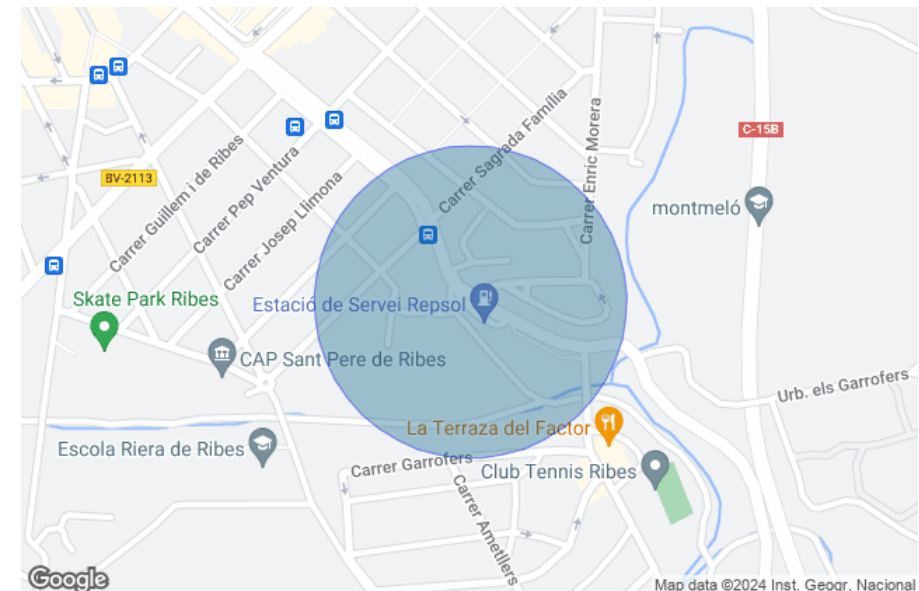 Carrer Sagrada Família
Carrer Enric Morera
C-15B
BV-2113
Carrer Guillem i de Ribes
Carrer Pep Ventura
Carrer Josep Llimona
montmeló
Skate Park Ribes
Estació de Servei Repsol
CAP Sant Pere de Ribes
Urb. els Garrofers
La Terraza del Factor
Escola Riera de Ribes
Carrer Garrofers
Club Tennis Ribes
Carrer Ametllers
Google
Map data ©2024 Inst. Geogr. Nacional